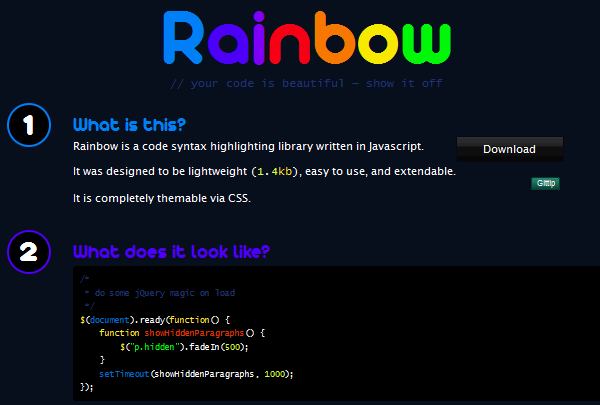 Rainbow
// your code is beautiful – show it off
1
What is this?
Rainbow is a code syntax highlighting library written in Javascript.
Download
It was designed to be lightweight (1.4kb), easy to use, and extendable.
Gittip
It is completely themable via CSS.
2
What does it look like?
/*
 * do some jQuery magic on load
 */
$(document).ready(function() {
    function showHiddenParagraphs() {
        $("p.hidden").fadeIn(500);
    }
    setTimeout(showHiddenParagraphs, 1000);
});